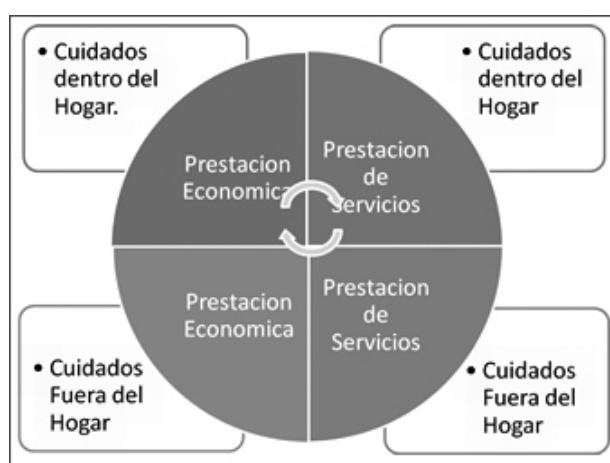 • Cuidados
dentro del
Hogar.
• Cuidados
dentro del
Hogar
Prestacion
Economica
Prestacion
de
Servicios
Prestacion
Economica
Prestacion
de
Servicios
• Cuidados
Fuera del
Hogar
• Cuidados
Fuera del
Hogar